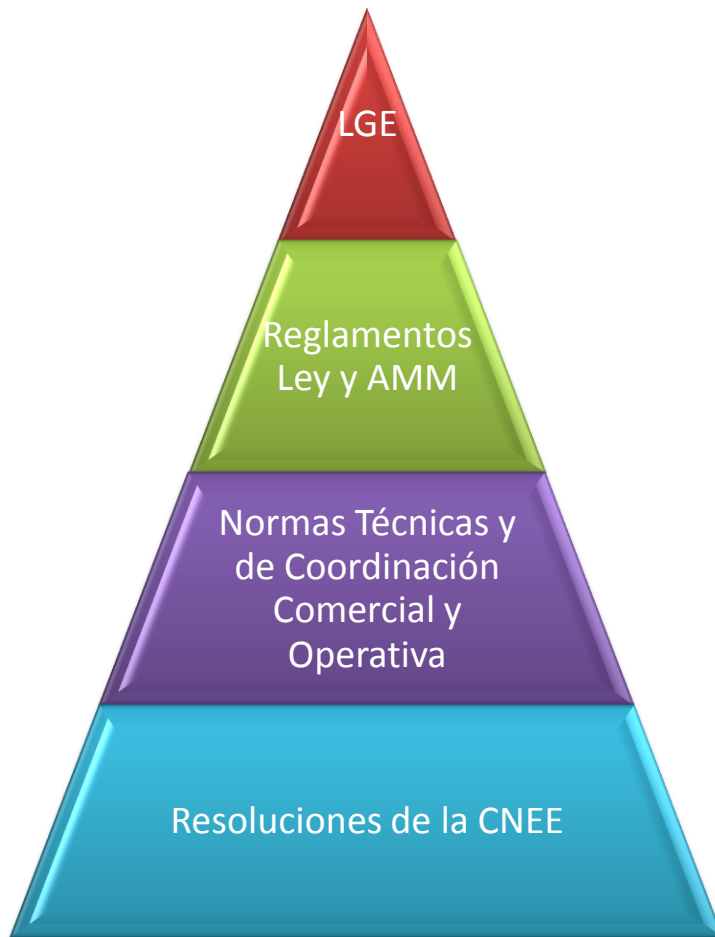 LGE
Reglamentos
Ley y AMM
Normas Técnicas y
de Coordinación
Comercial y
Operativa
Resoluciones de la CNEE